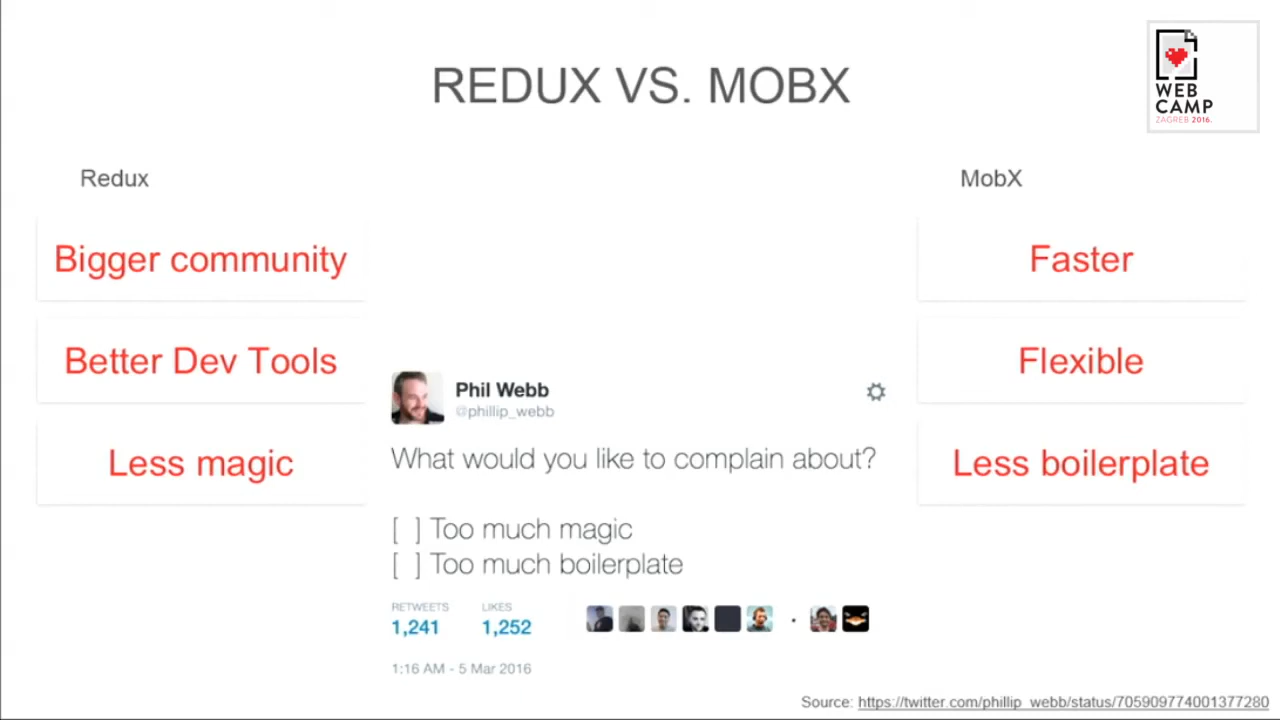 REDUX VS. MOBX
WEB
CAMP
ZAGREB 2016.
Redux
Bigger community
Better Dev Tools
Less magic
Phil Webb
@phillip_webb
What would you like to complain about?
[ ] Too much magic
[ ] Too much boilerplate
RETWEETS LIKES
1,241 1,252
1:16 AM - 5 Mar 2016
MobX
Faster
Flexible
Less boilerplate
Source: https://twitter.com/phillip_webb/status/705909774001377280